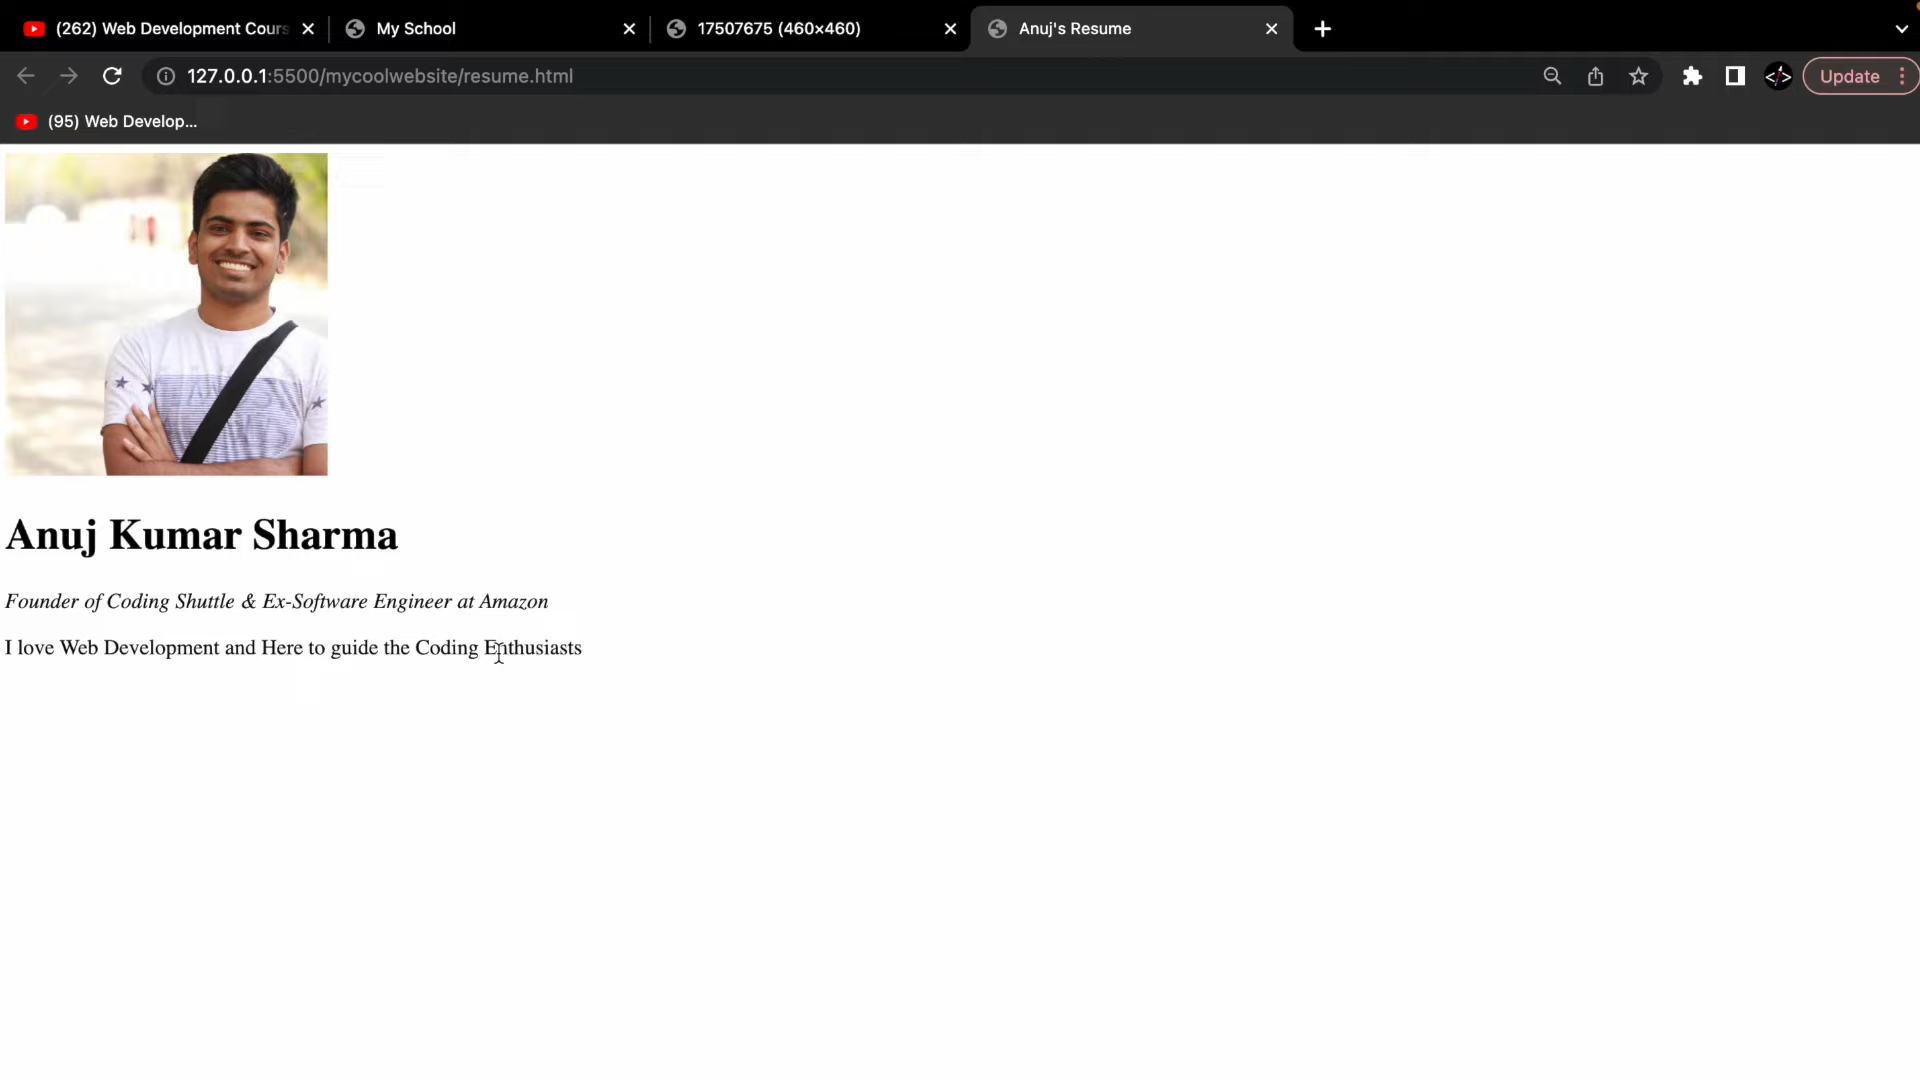 (262) Web Development Cours
My School
17507675 (460×460)
Anuj's Resume
127.0.0.1:5500/mycoolwebsite/resume.html
Update
(95) Web Develop...
Anuj Kumar Sharma
Founder of Coding Shuttle & Ex-Software Engineer at Amazon
I love Web Development and Here to guide the Coding Enthusiasts